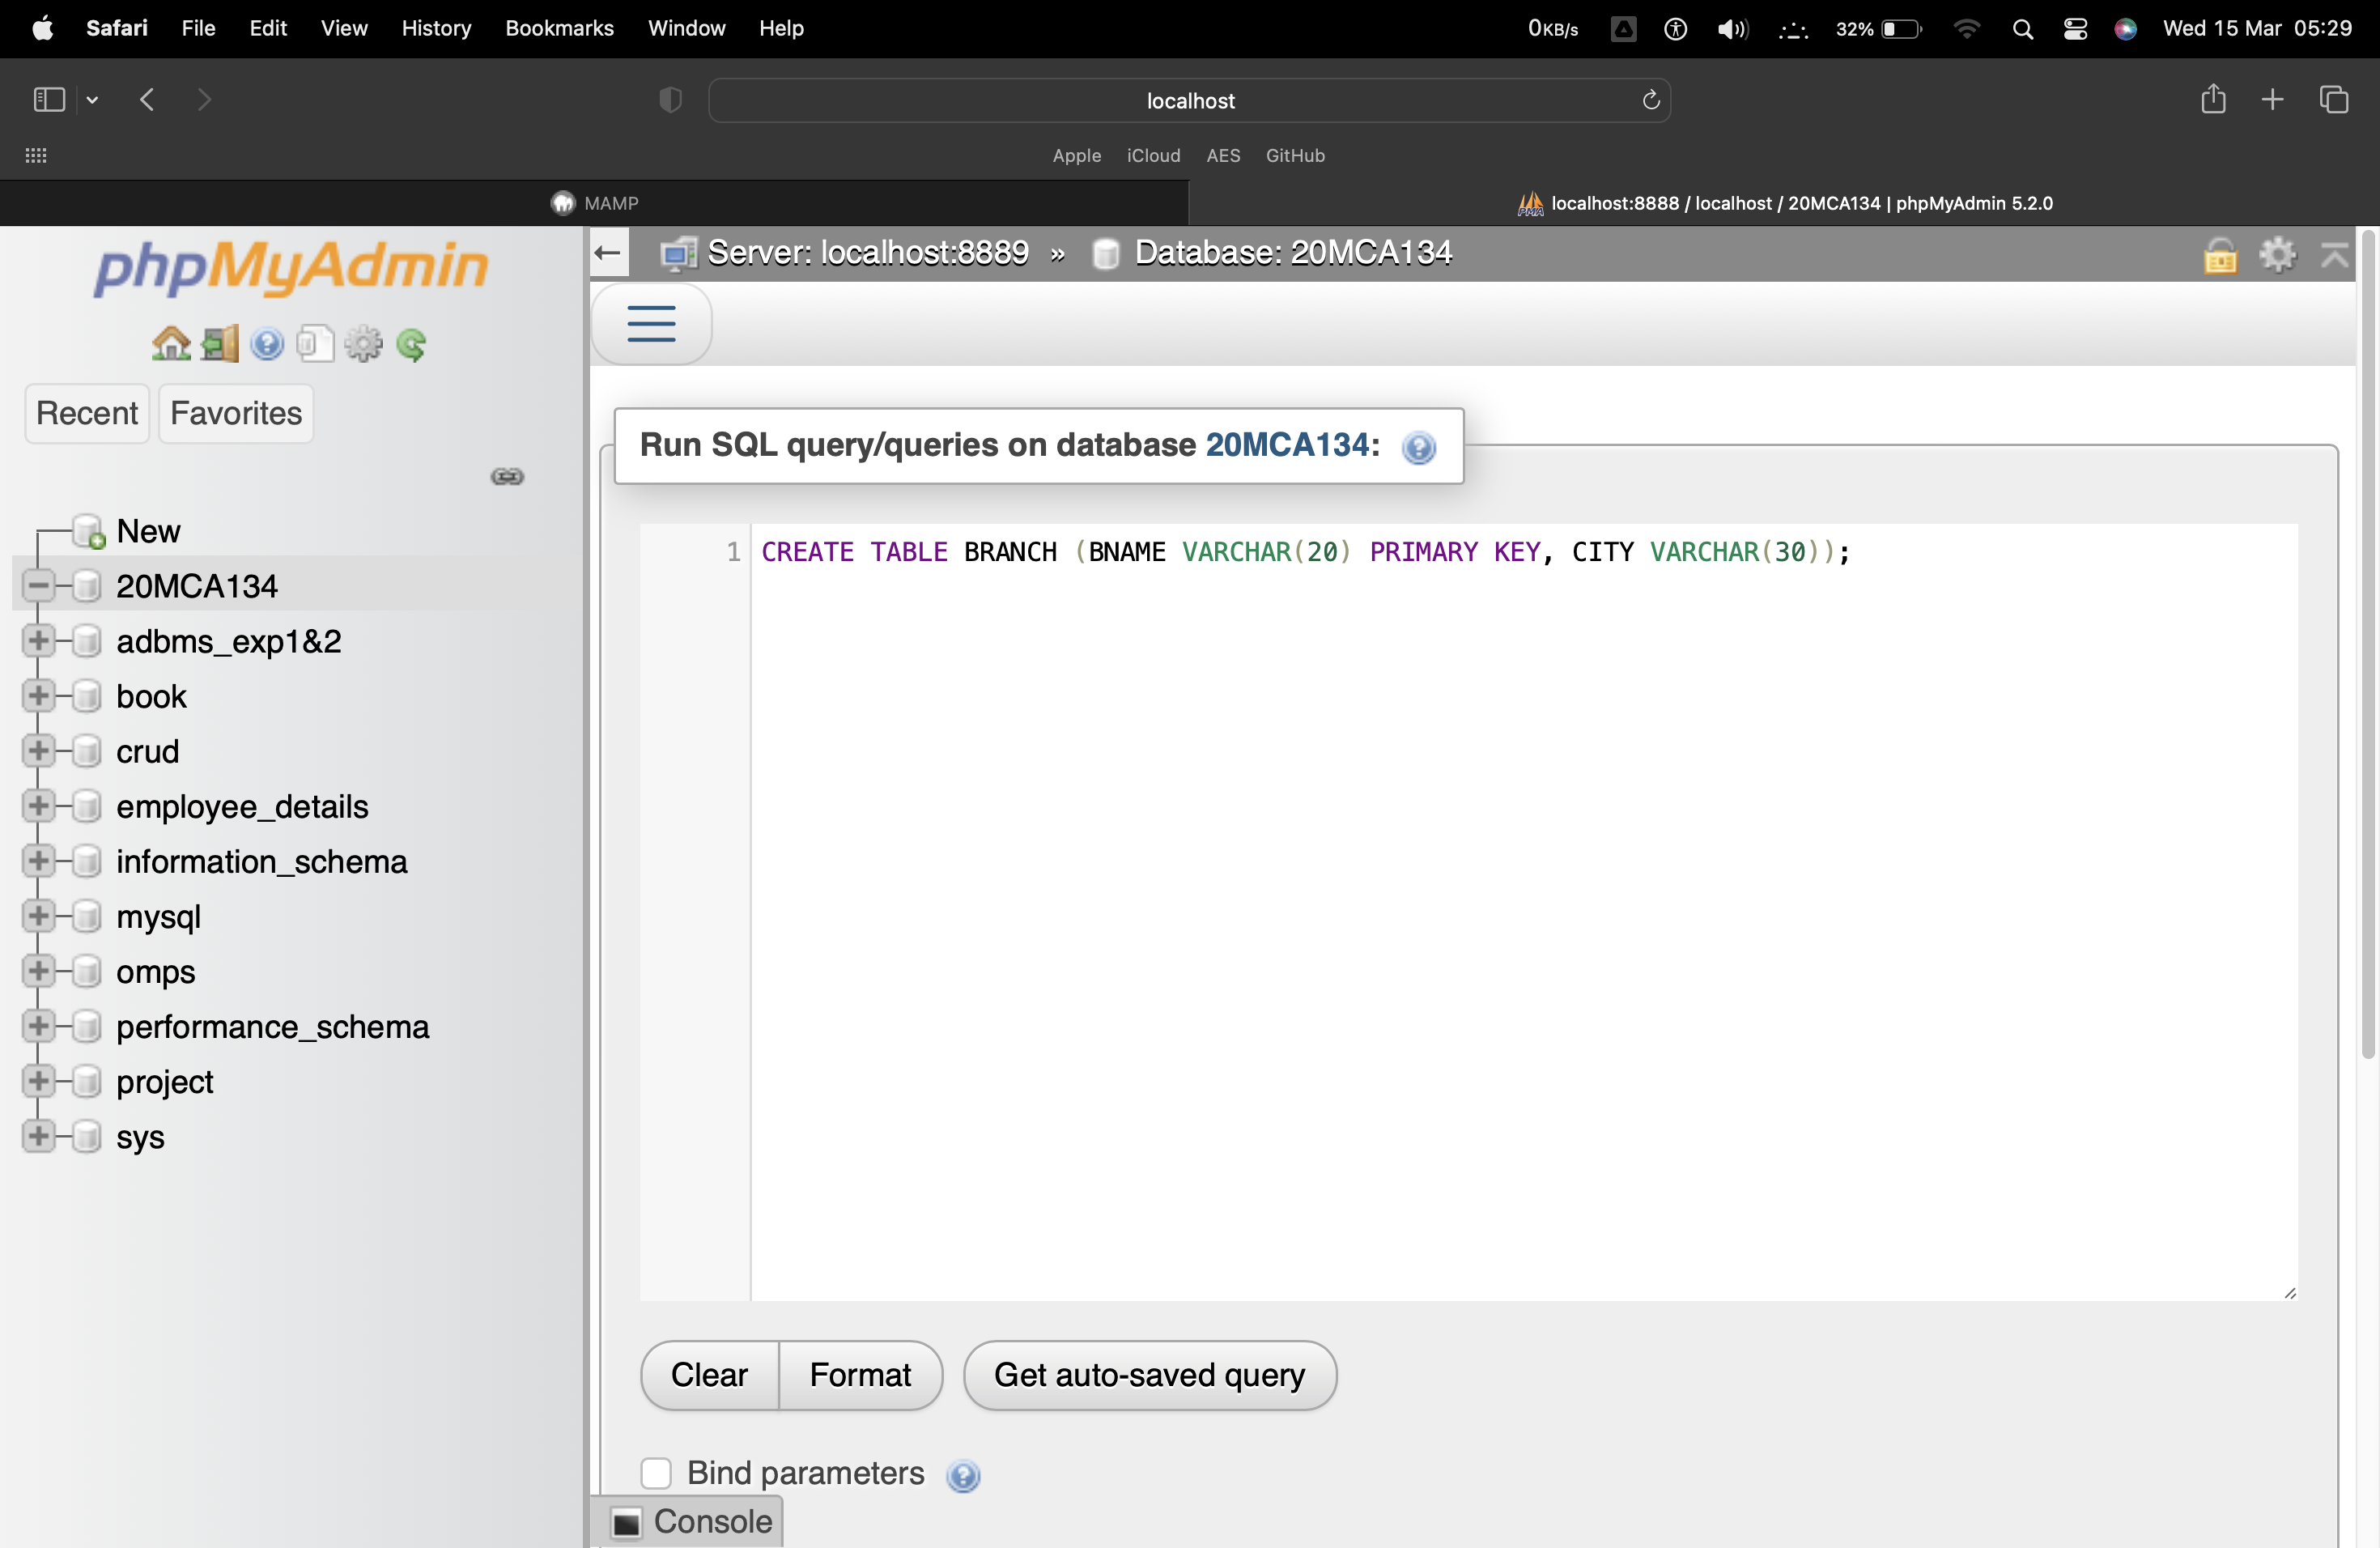 Safari File Edit View History Bookmarks Window Help 0KB/s 32% Wed 15 Mar 05:29
localhost
Apple iCloud AES GitHub
MAMP
localhost:8888 / localhost / 20MCA134 | phpMyAdmin 5.2.0
phpMyAdmin
Recent Favorites
New
20MCA134
adbms_exp1&2
book
crud
employee_details
information_schema
mysql
omps
performance_schema
project
sys
Server: localhost:8889 » Database: 20MCA134
Run SQL query/queries on database 20MCA134:
1 CREATE TABLE BRANCH (BNAME VARCHAR(20) PRIMARY KEY, CITY VARCHAR(30));
Clear Format Get auto-saved query
Bind parameters
Console